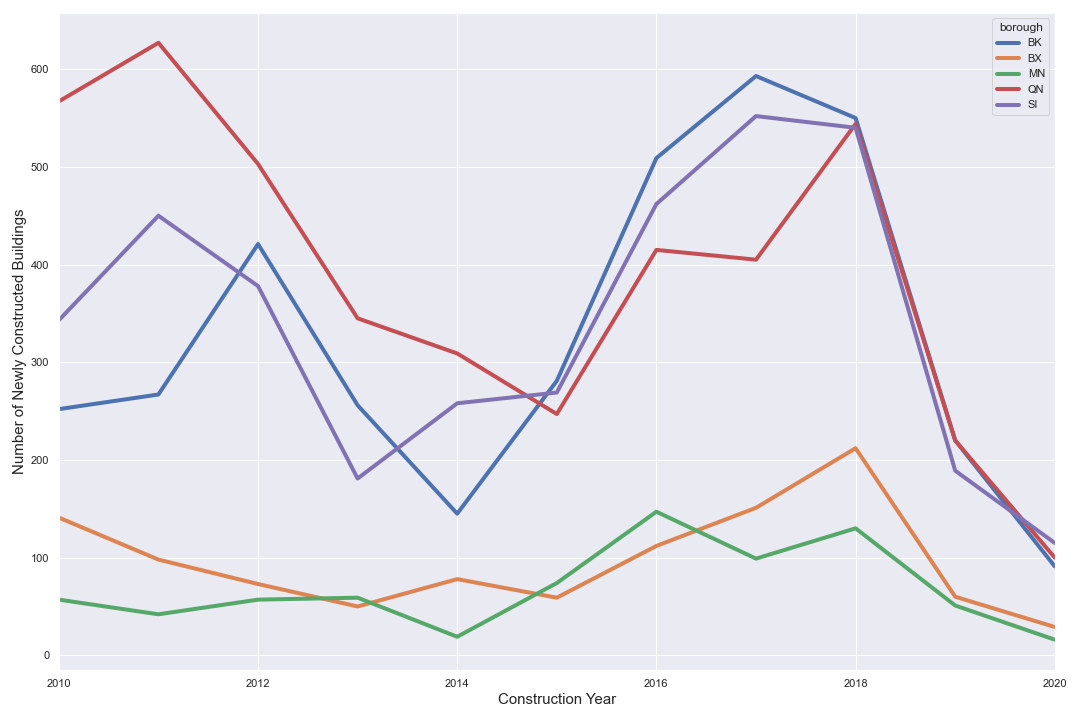 borough
BK
BX
MN
QN
SI
Number of Newly Constructed Buildings
600
500
400
300
200
100
0
2010 2012 2014 2016 2018 2020
Construction Year